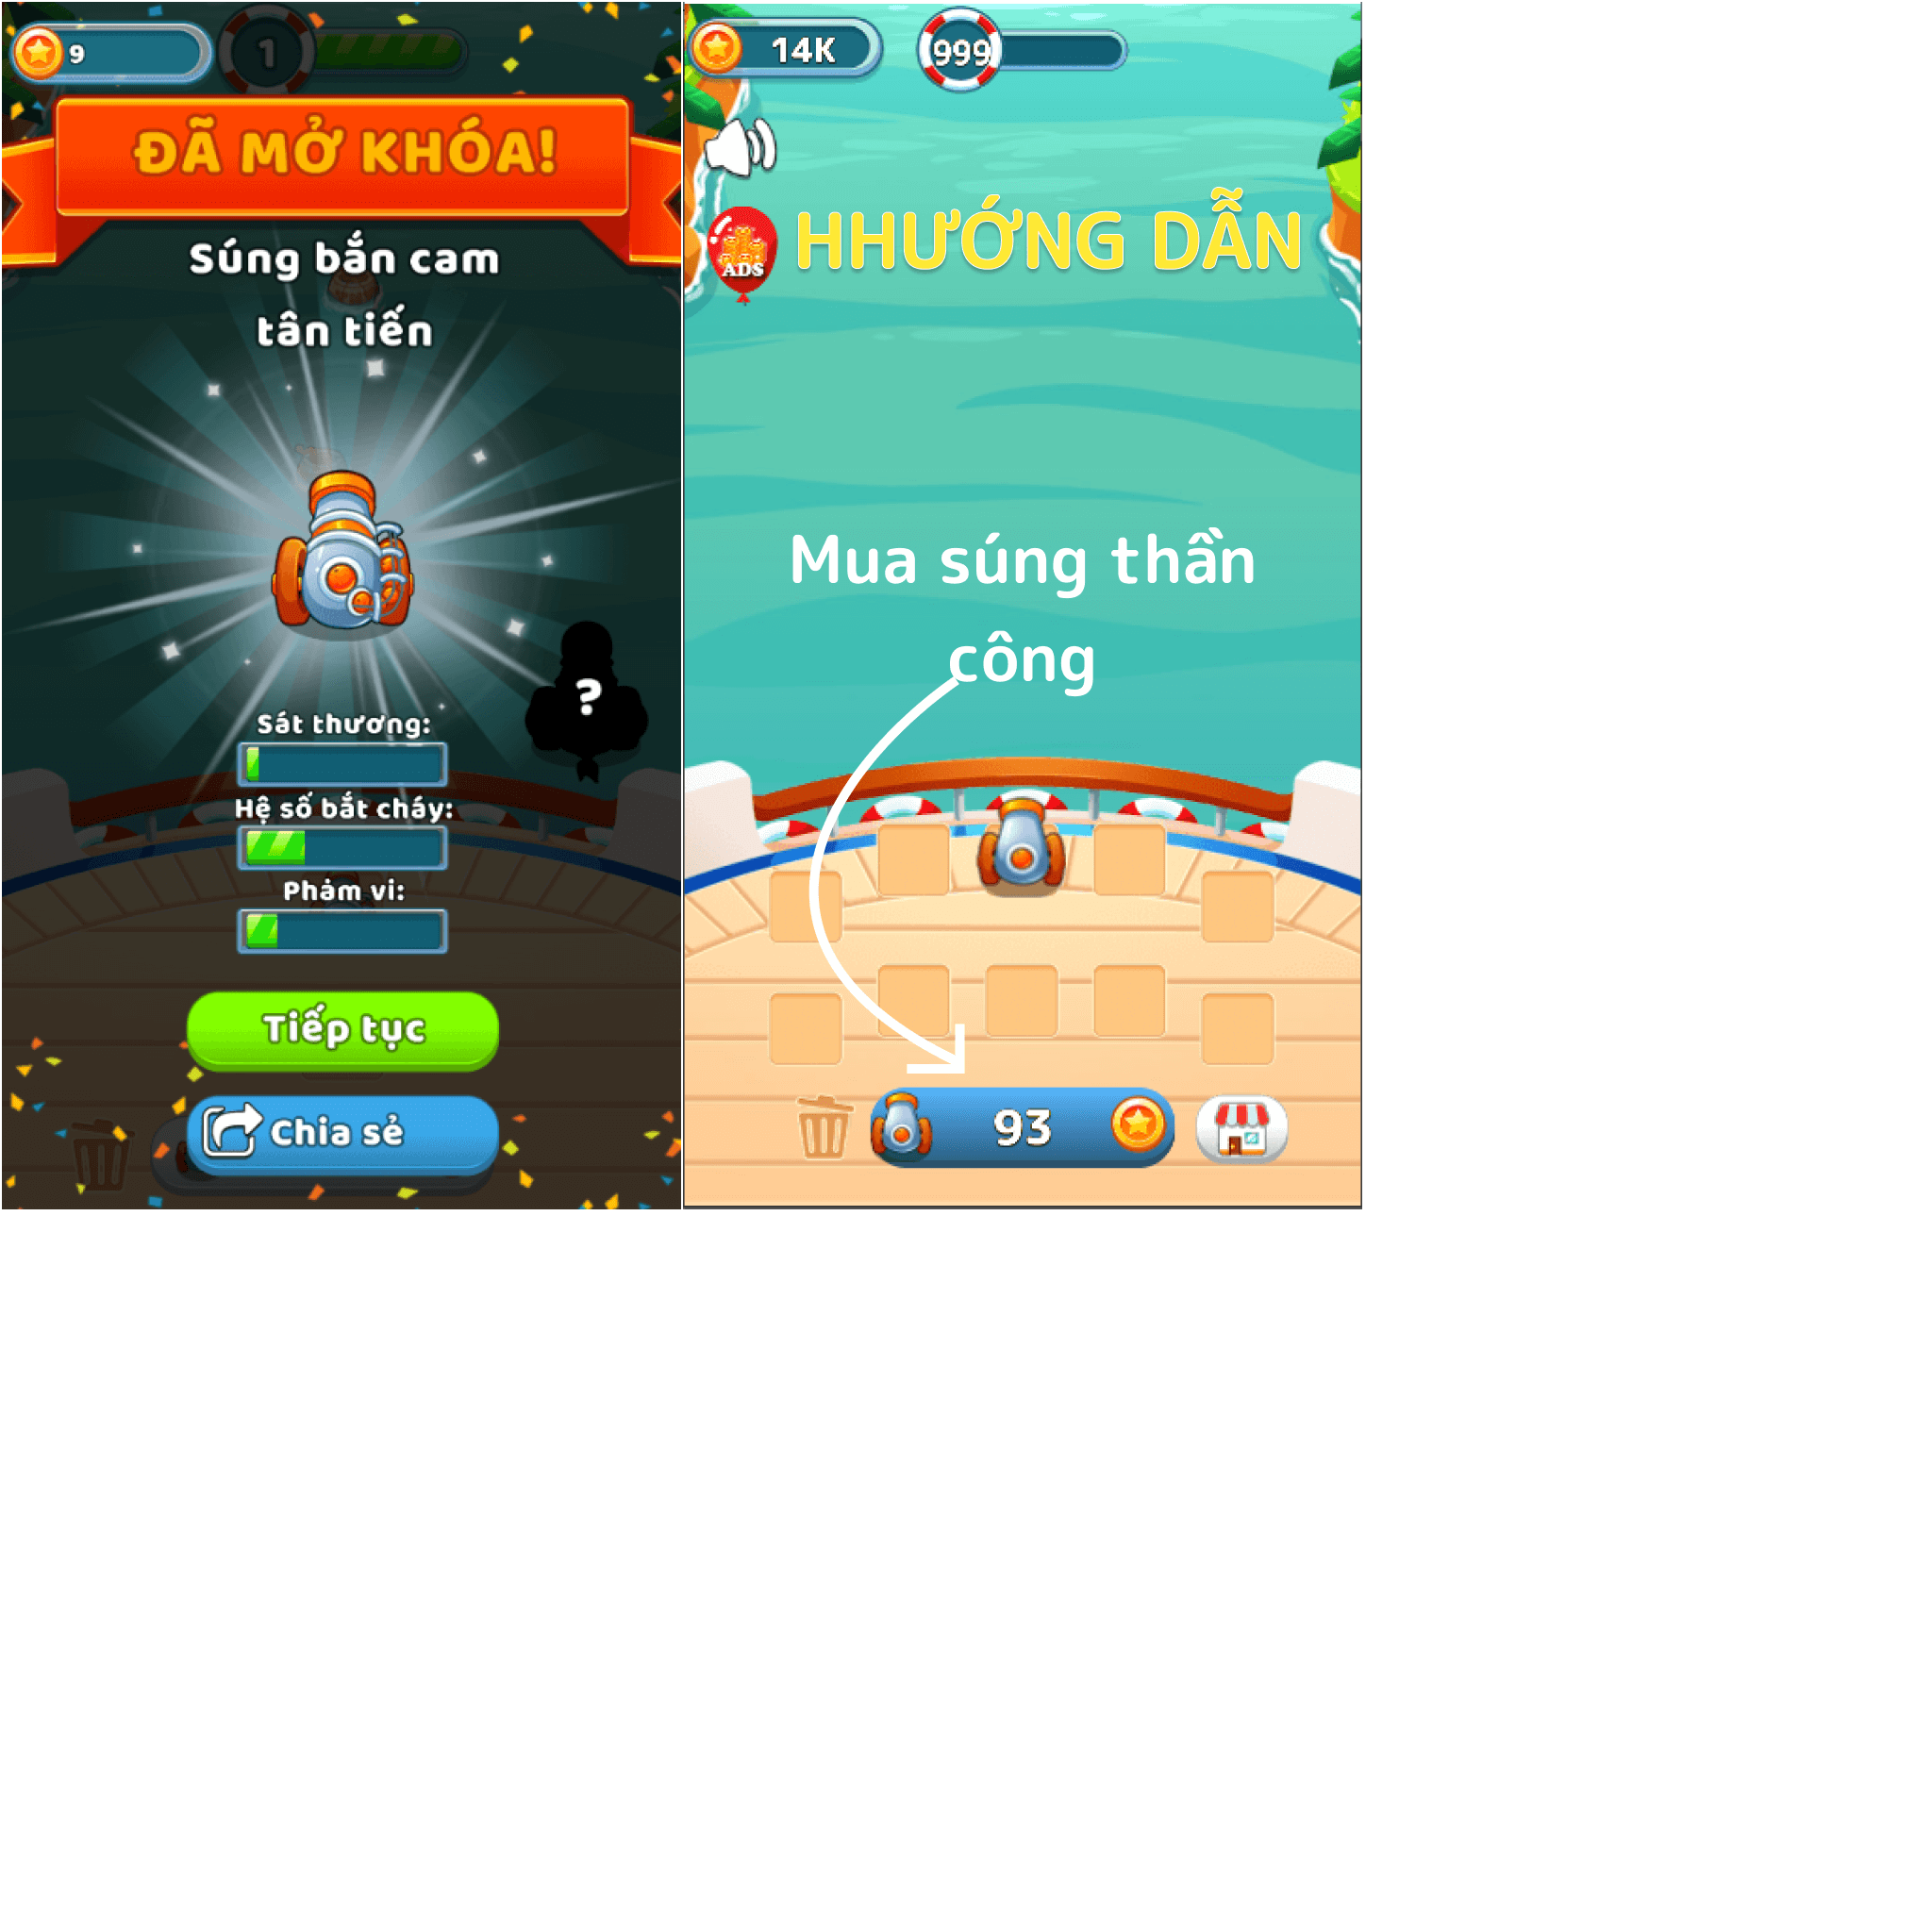 9
1
ĐÃ MỞ KHÓA!
Súng bắn cam
tân tiến
?
Sát thương:
Hệ số bắt cháy:
Phạm vi:
Tiếp tục
Chia sẻ
14K
999
ADS
HHƯỚNG DẪN
Mua súng thần
công
93